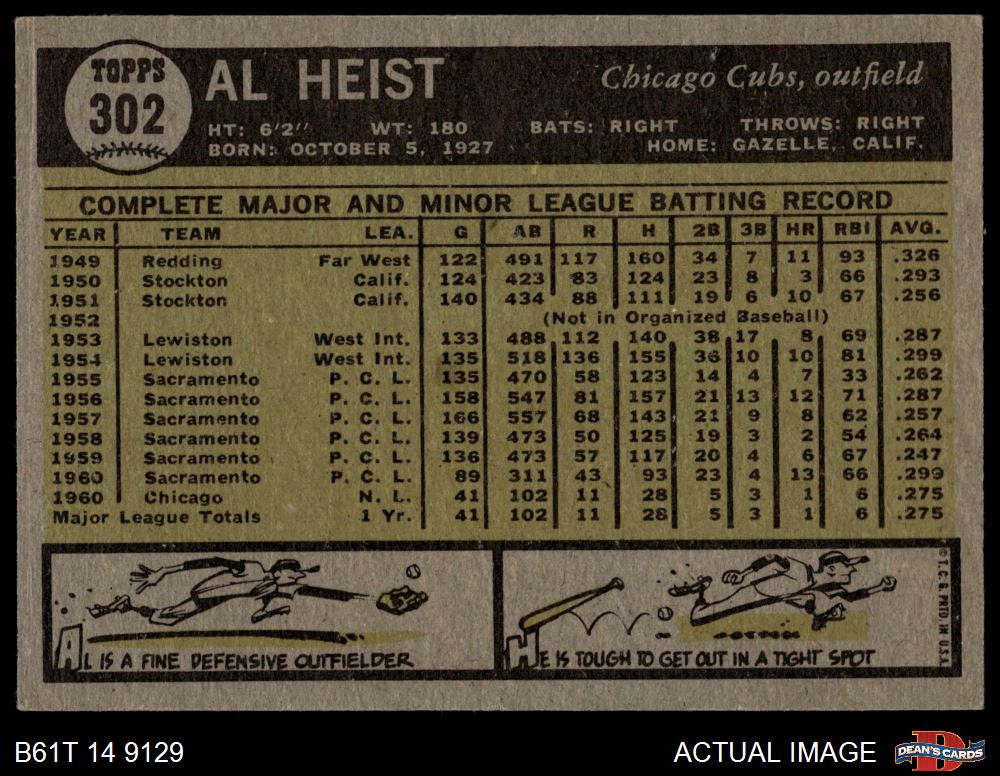 TOPPS
302
AL HEIST
Chicago Cubs, outfield
HT: 6'2" WT: 180 BATS: RIGHT THROWS: RIGHT
BORN: OCTOBER 5, 1927 HOME: GAZELLE, CALIF.
COMPLETE MAJOR AND MINOR LEAGUE BATTING RECORD
YEAR TEAM LEA. G AB R H 2B 3B HR RBI AVG.
1949 Redding Far West 122 491 117 160 34 7 11 93 .326
1950 Stockton Calif. 124 423 83 124 23 8 3 66 .293
1951 Stockton Calif. 140 434 88 111 19 6 10 67 .256
1952 (Not in Organized Baseball)
1953 Lewiston West Int. 133 488 112 140 38 17 8 69 .287
1954 Lewiston West Int. 135 518 136 155 36 10 10 81 .299
1955 Sacramento P. C. L. 135 470 58 123 14 4 7 33 .262
1956 Sacramento P. C. L. 158 547 81 157 21 13 12 71 .287
1957 Sacramento P. C. L. 166 557 68 143 21 9 8 62 .257
1958 Sacramento P. C. L. 139 473 50 125 19 3 2 54 .264
1959 Sacramento P. C. L. 136 473 57 117 20 4 6 67 .247
1960 Sacramento P. C. L. 89 311 43 93 23 4 13 66 .299
1960 Chicago N. L. 41 102 11 28 5 3 1 6 .275
Major League Totals 1 Yr. 41 102 11 28 5 3 1 6 .275
AL IS A FINE DEFENSIVE OUTFIELDER
HE IS TOUGH TO GET OUT IN A TIGHT SPOT
© T.C.G. PRTD. IN U.S.A.
B61T 14 9129
ACTUAL IMAGE
D
DEAN'S CARDS